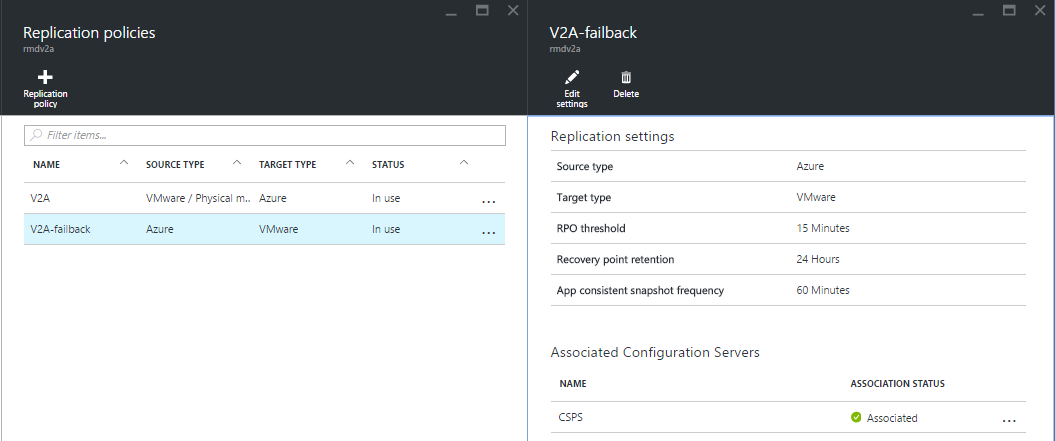 Replication policies
rmdv2a
Replication
policy
Filter items...
NAME SOURCE TYPE TARGET TYPE STATUS
V2A VMware / Physical m... Azure In use ...
V2A-failback Azure VMware In use ...
V2A-failback
rmdv2a
Edit
settings
Delete
Replication settings
Source type Azure
Target type VMware
RPO threshold 15 Minutes
Recovery point retention 24 Hours
App consistent snapshot frequency 60 Minutes
Associated Configuration Servers
NAME ASSOCIATION STATUS
CSPS Associated ...